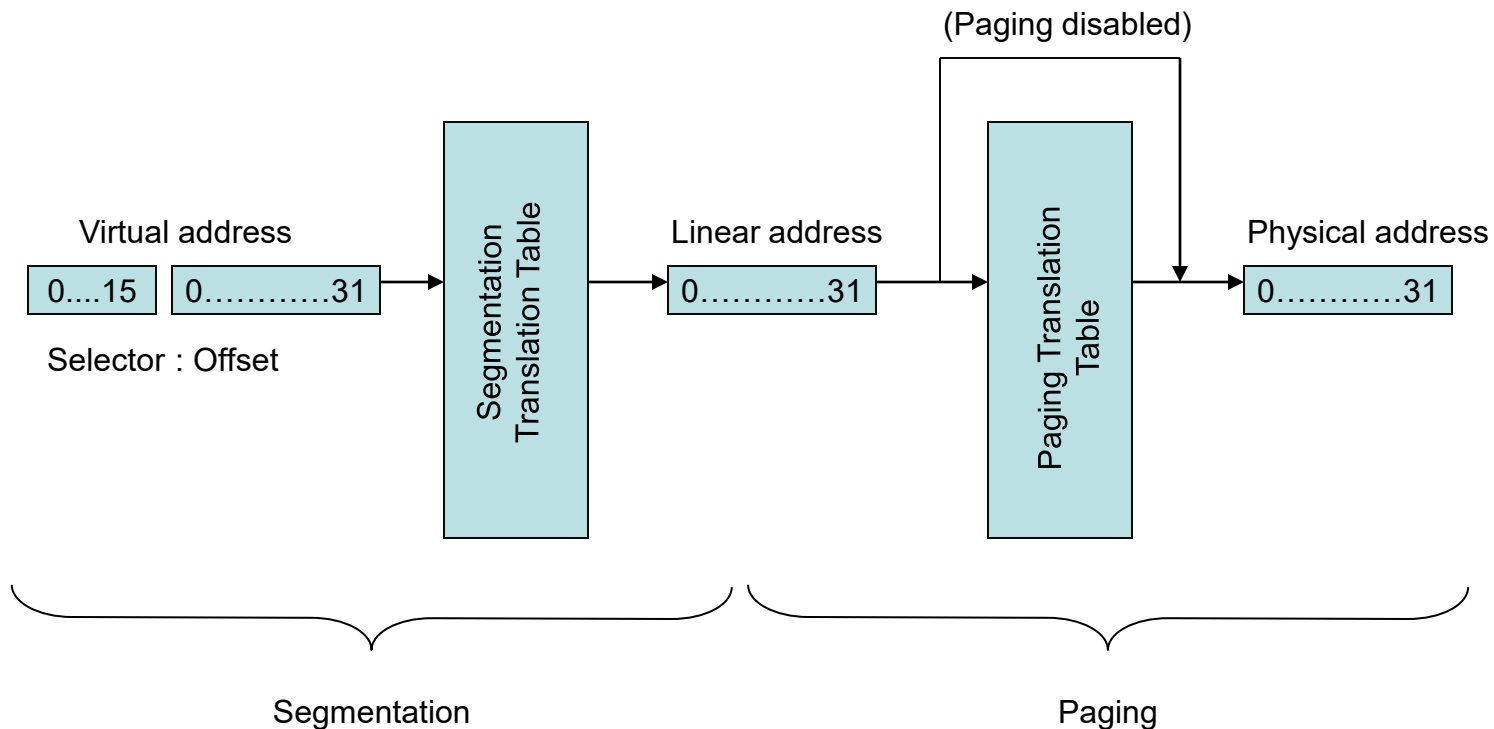 (Paging disabled)
Virtual address
0....15
0............31
Selector : Offset
Segmentation
Translation Table
Linear address
0............31
Paging Translation
Table
Physical address
0............31
Segmentation
Paging